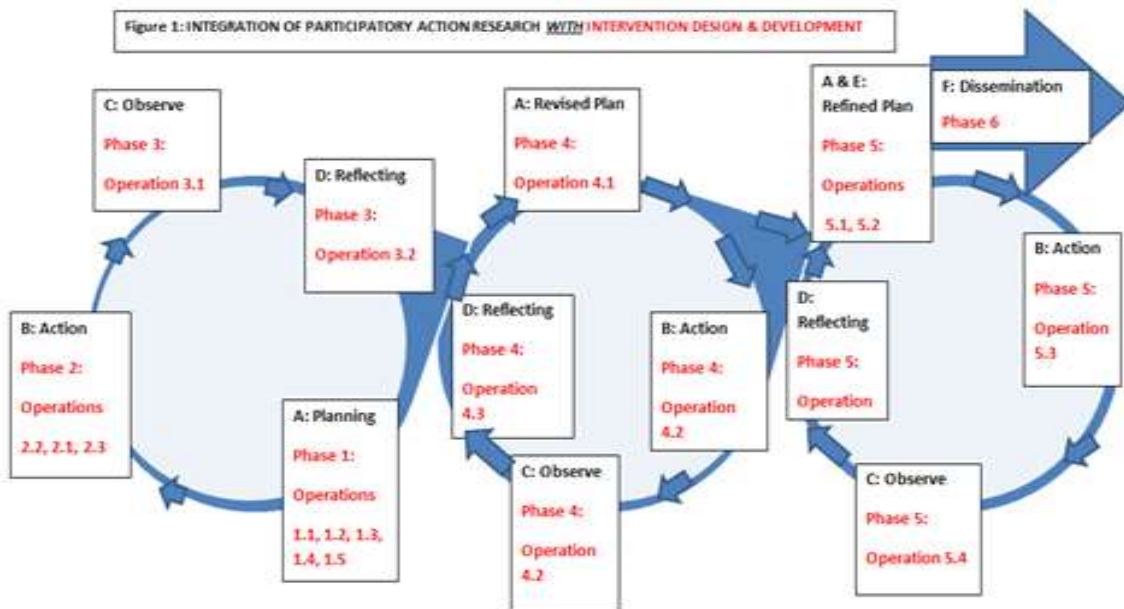 Figure 1: INTEGRATION OF PARTICIPATORY ACTION RESEARCH WITH INTERVENTION DESIGN & DEVELOPMENT
A: Planning
Phase 1:
Operations
1.1, 1.2, 1.3,
1.4, 1.5
B: Action
Phase 2:
Operations
2.2, 2.1, 2.3
C: Observe
Phase 3:
Operation 3.1
D: Reflecting
Phase 3:
Operation 3.2
A: Revised Plan
Phase 4:
Operation 4.1
B: Action
Phase 4:
Operation
4.2
C: Observe
Phase 4:
Operation
4.2
D: Reflecting
Phase 4:
Operation
4.3
A & E:
Refined Plan
Phase 5:
Operations
5.1, 5.2
B: Action
Phase 5:
Operation
5.3
C: Observe
Phase 5:
Operation 5.4
D:
Reflecting
Phase 5:
Operation
F: Dissemination
Phase 6